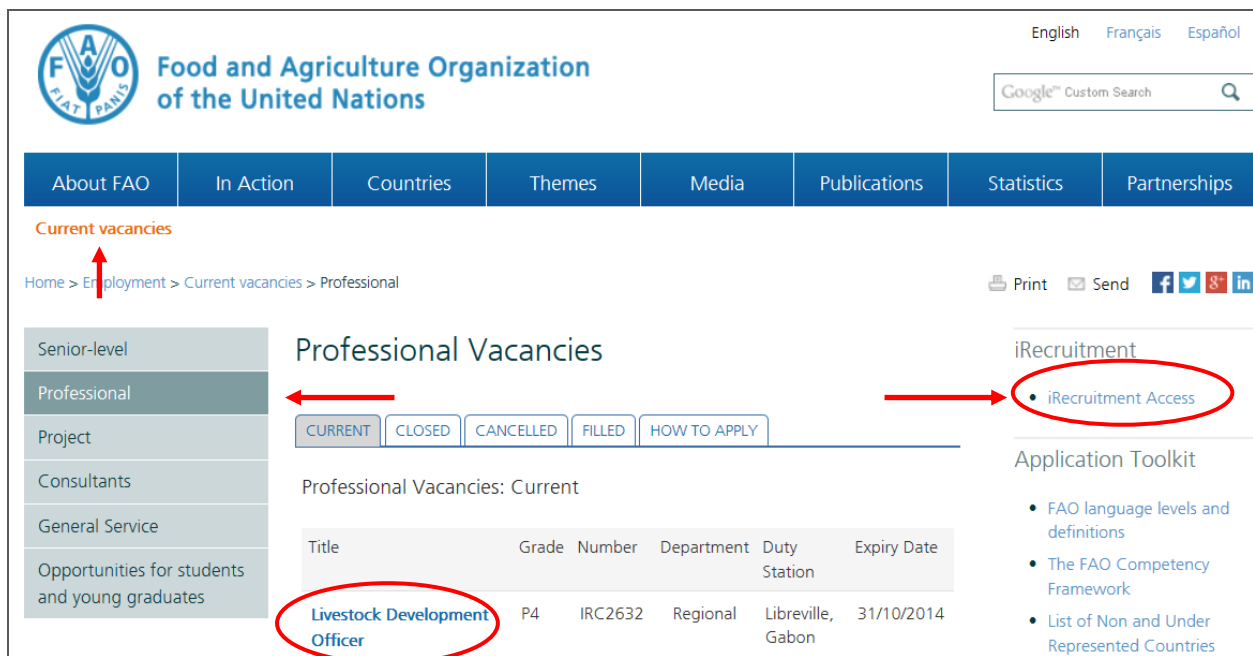 English Français Español
FAO
FIAT PANIS
Food and Agriculture Organization
of the United Nations
Google™ Custom Search
About FAO In Action Countries Themes Media Publications Statistics Partnerships
Current vacancies
Home > Employment > Current vacancies > Professional
Print Send
Senior-level
Professional
Project
Consultants
General Service
Opportunities for students
and young graduates
Professional Vacancies
CURRENT CLOSED CANCELLED FILLED HOW TO APPLY
Professional Vacancies: Current
Title Grade Number Department Duty Expiry Date
Station
Livestock Development P4 IRC2632 Regional Libreville, 31/10/2014
Officer Gabon
iRecruitment
• iRecruitment Access
Application Toolkit
• FAO language levels and
definitions
• The FAO Competency
Framework
• List of Non and Under
Represented Countries